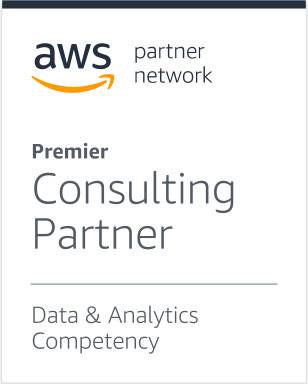 aws partner
network
Premier
Consulting
Partner
Data & Analytics
Competency